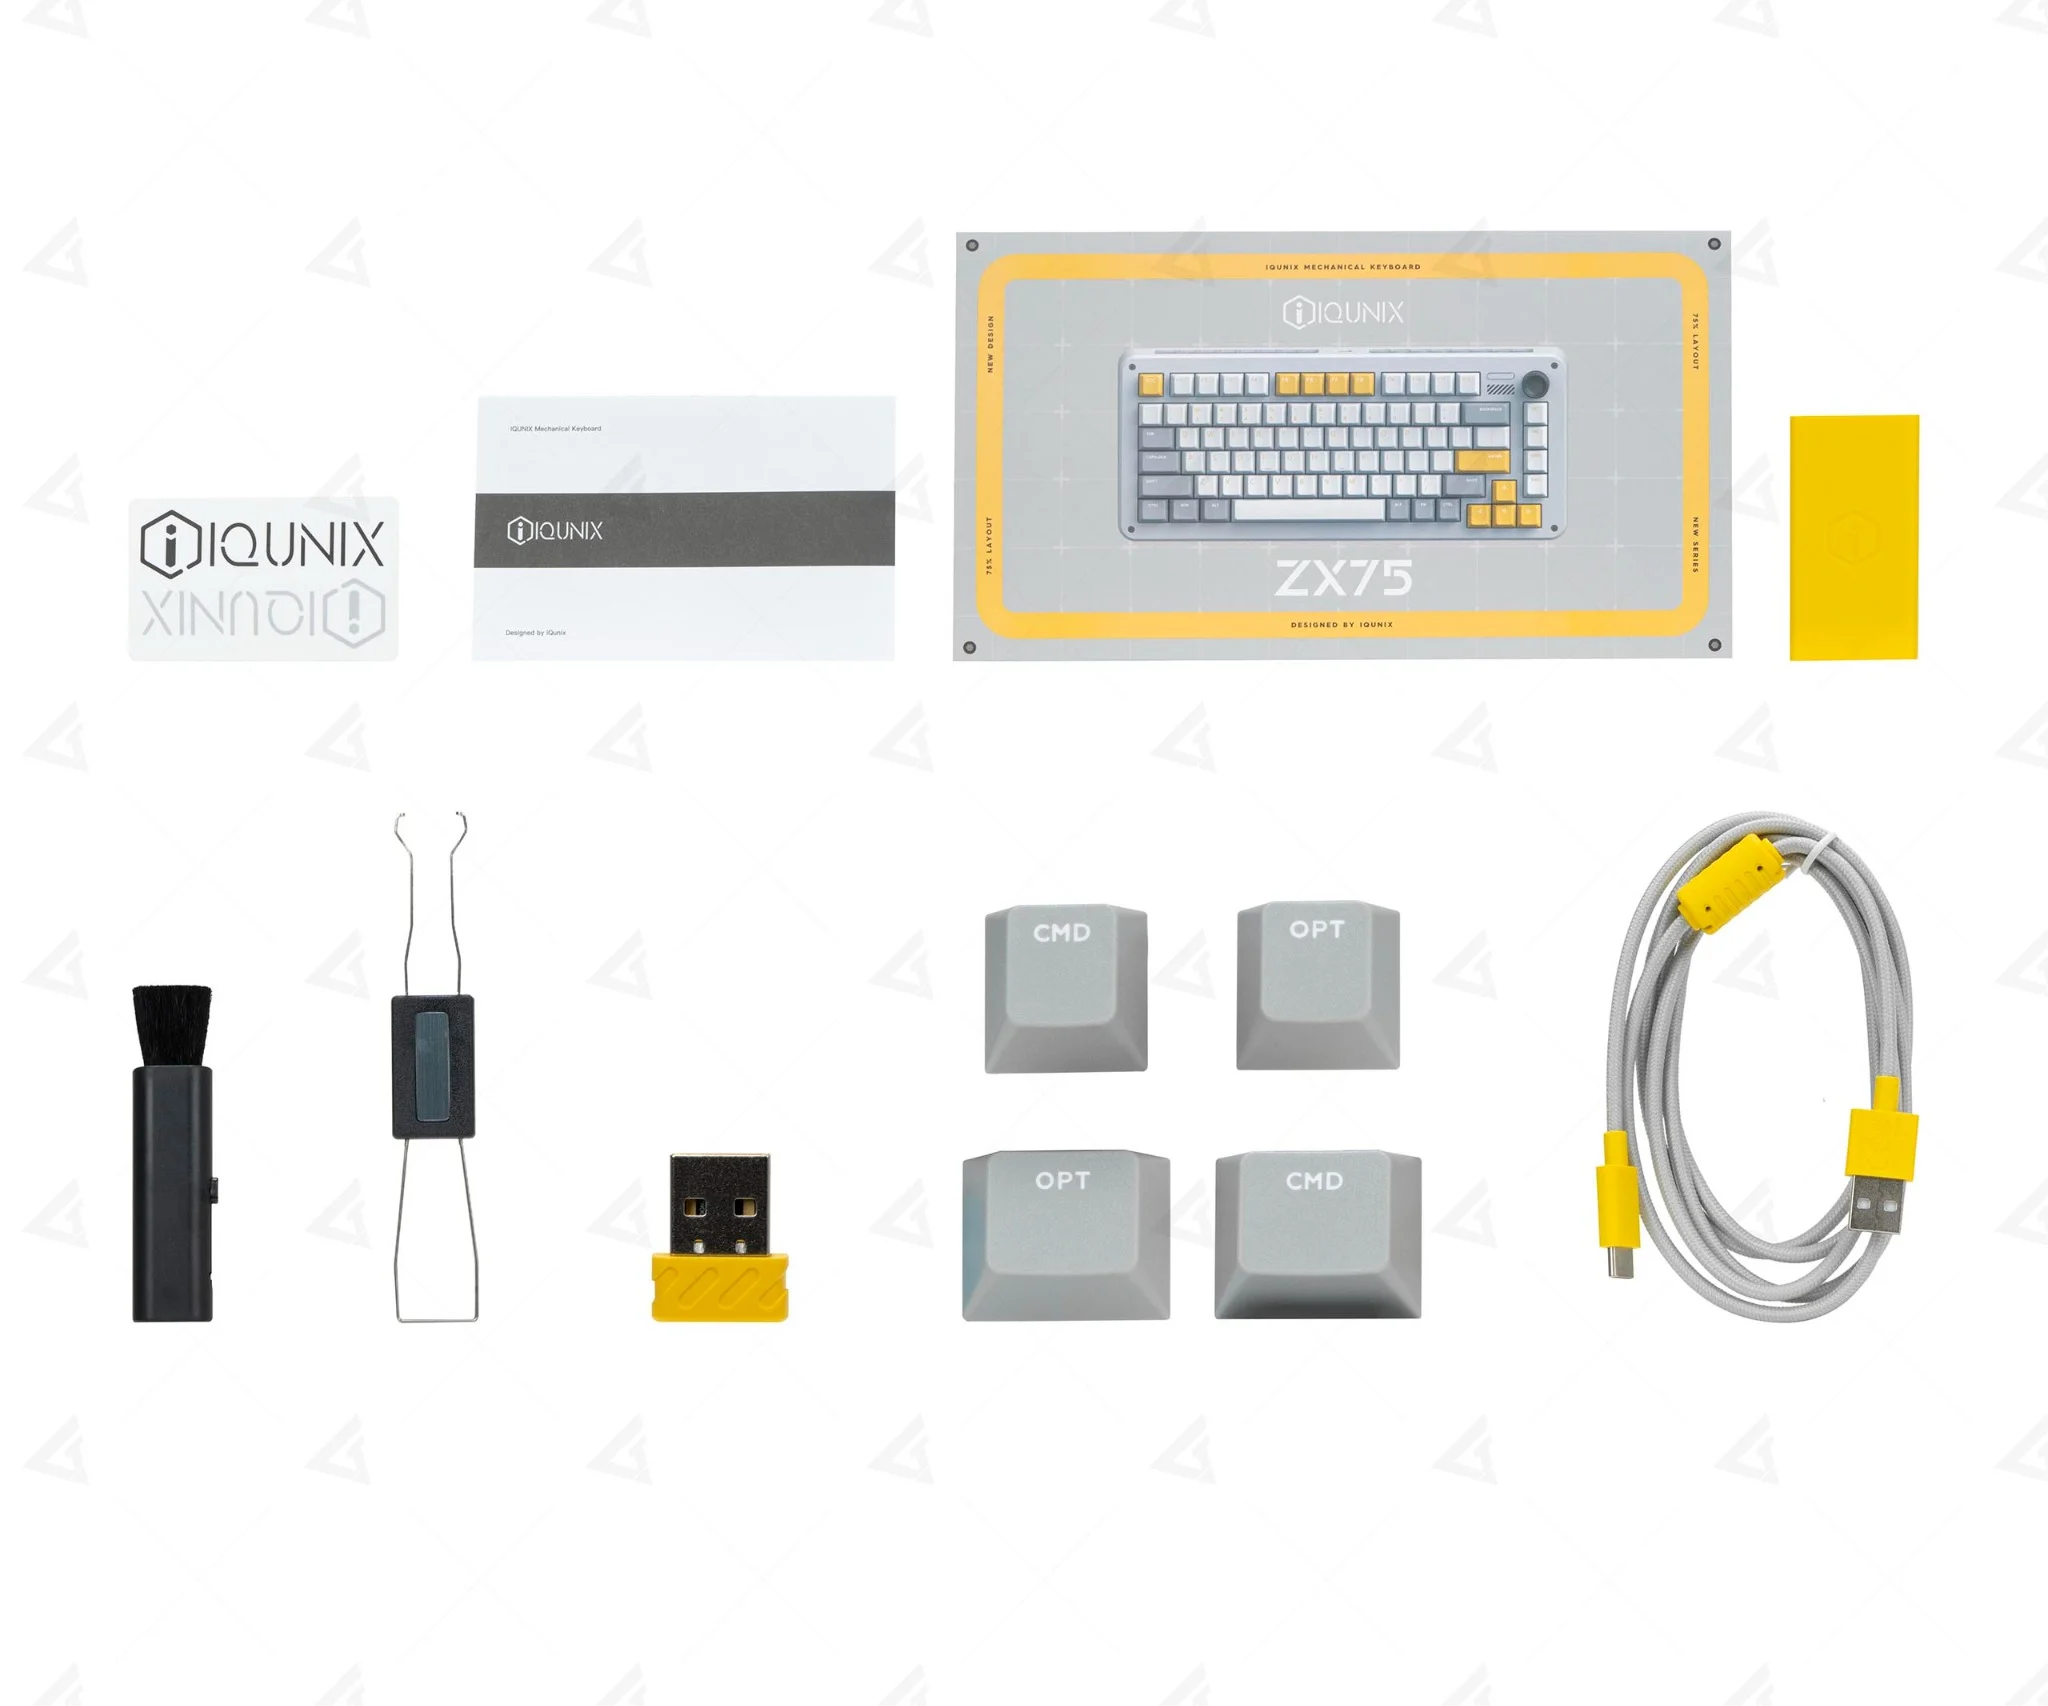 IQUNIX
IQUNIX
IQUNIX Mechanical Keyboard
IQUNIX
Designed by IQunix
IQUNIX MECHANICAL KEYBOARD
NEW DESIGN
75% LAYOUT
IQUNIX
75% LAYOUT
NEW SERIES
ZX75
DESIGNED BY IQUNIX
CMD
OPT
OPT
CMD